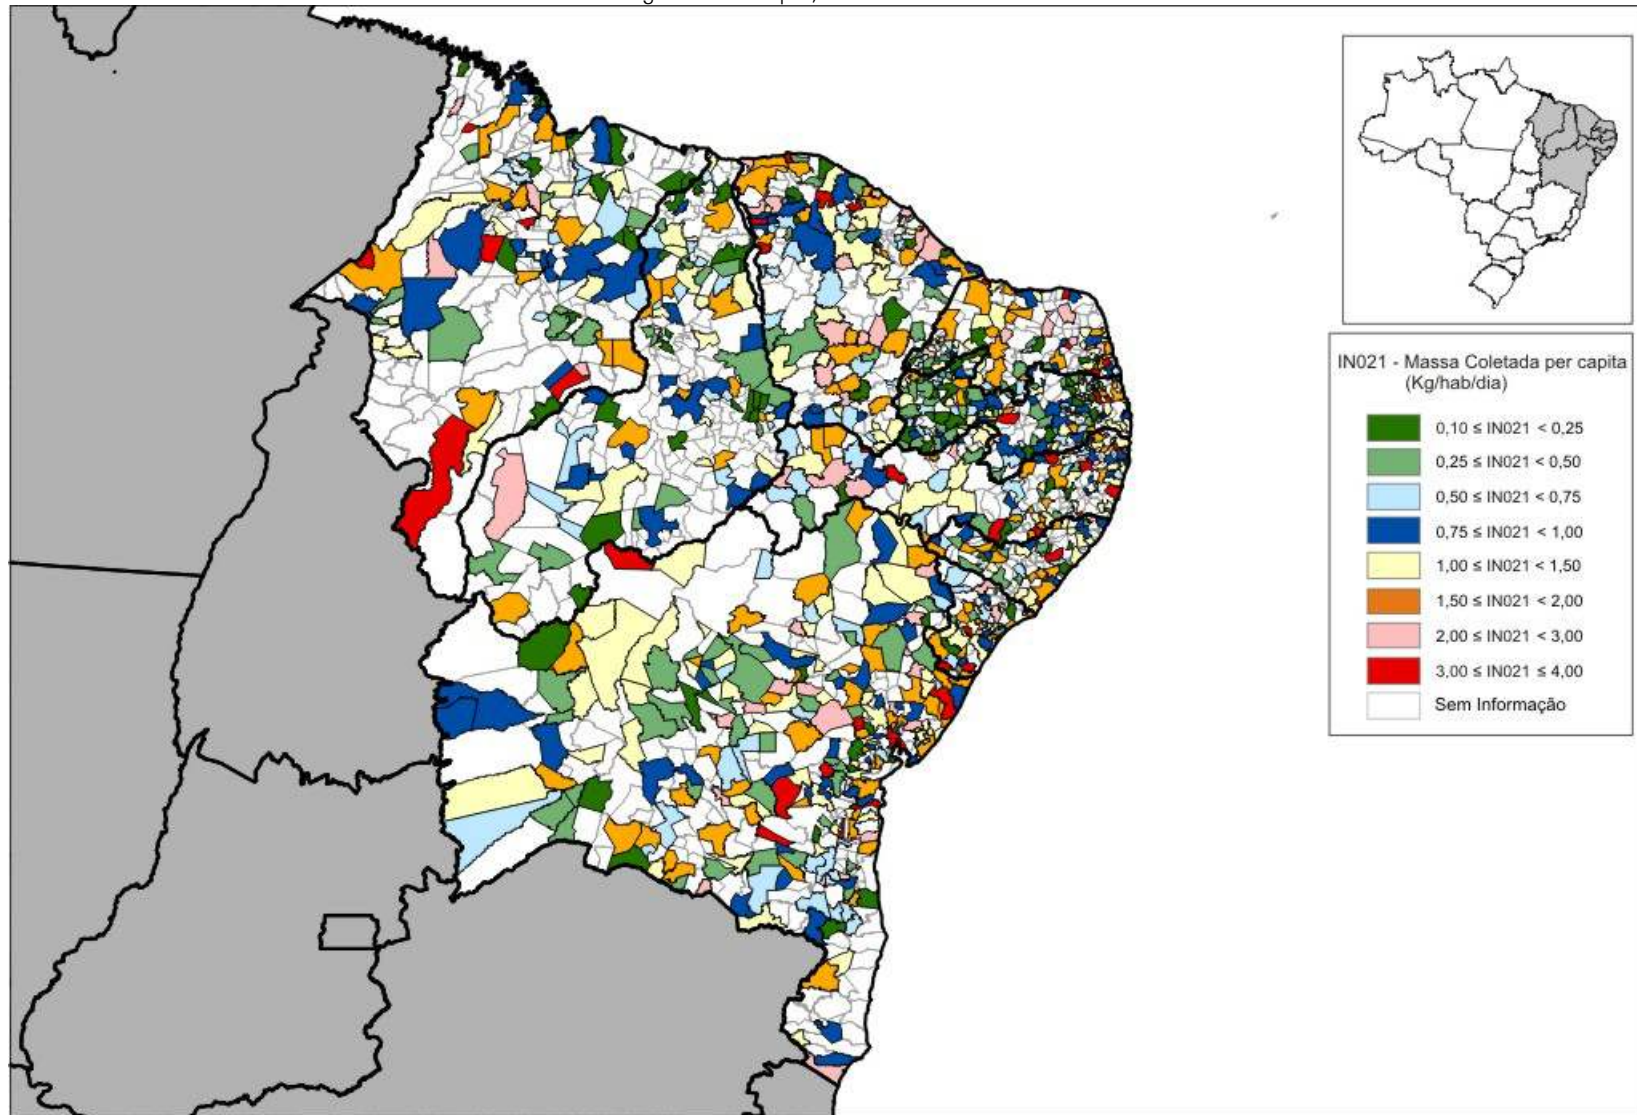 IN021 - Massa Coletada per capita
(Kg/hab/dia)
0,10 ≤ IN021 < 0,25
0,25 ≤ IN021 < 0,50
0,50 ≤ IN021 < 0,75
0,75 ≤ IN021 < 1,00
1,00 ≤ IN021 < 1,50
1,50 ≤ IN021 < 2,00
2,00 ≤ IN021 < 3,00
3,00 ≤ IN021 ≤ 4,00
Sem Informação